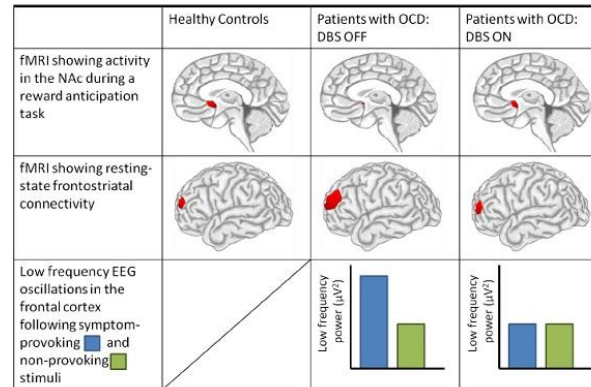 Healthy Controls
Patients with OCD:
DBS OFF
Patients with OCD:
DBS ON
fMRI showing activity
in the NAc during a
reward anticipation
task
fMRI showing resting-
state frontostriatal
connectivity
Low frequency EEG
oscillations in the
frontal cortex
following symptom-
provoking and
non-provoking
stimuli
Low frequency
power (μV²)
Low frequency
power (μV²)